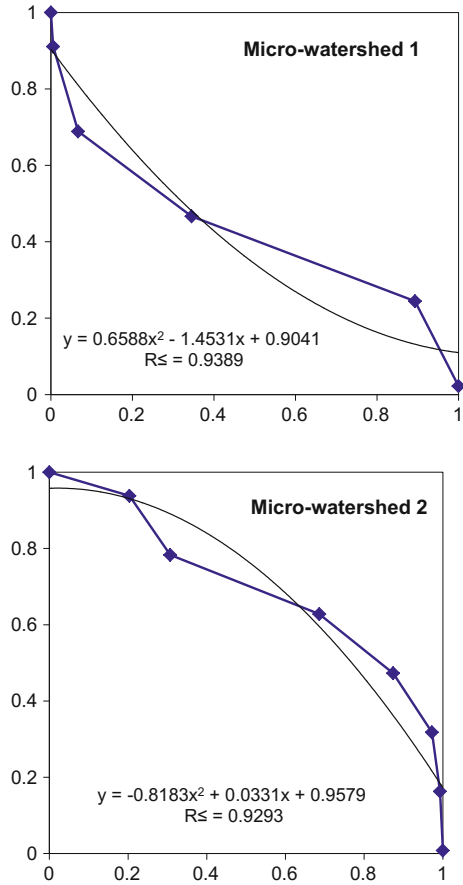 1
Micro-watershed 1
0.8
0.6
0.4
0.2
y = 0.6588x² - 1.4531x + 0.9041
R≤ = 0.9389
0
0 0.2 0.4 0.6 0.8 1
1
Micro-watershed 2
0.8
0.6
0.4
0.2
y = -0.8183x² + 0.0331x + 0.9579
R≤ = 0.9293
0
0 0.2 0.4 0.6 0.8 1